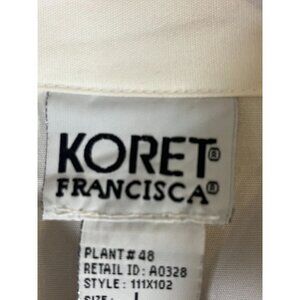 KORET®
FRANCISCA®
PLANT# 48
RETAIL ID: A0328
STYLE : 111X102
SIZE: L